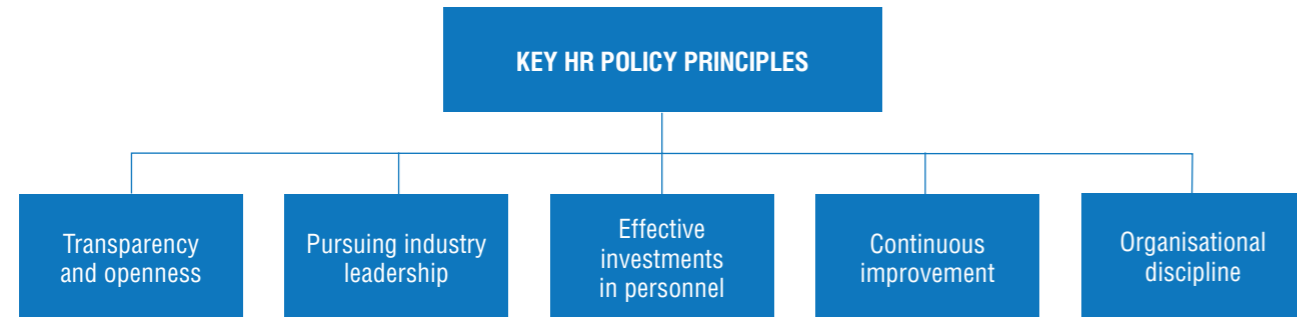 KEY HR POLICY PRINCIPLES
Transparency
and openness
Pursuing industry
leadership
Effective
investments
in personnel
Continuous
improvement
Organisational
discipline